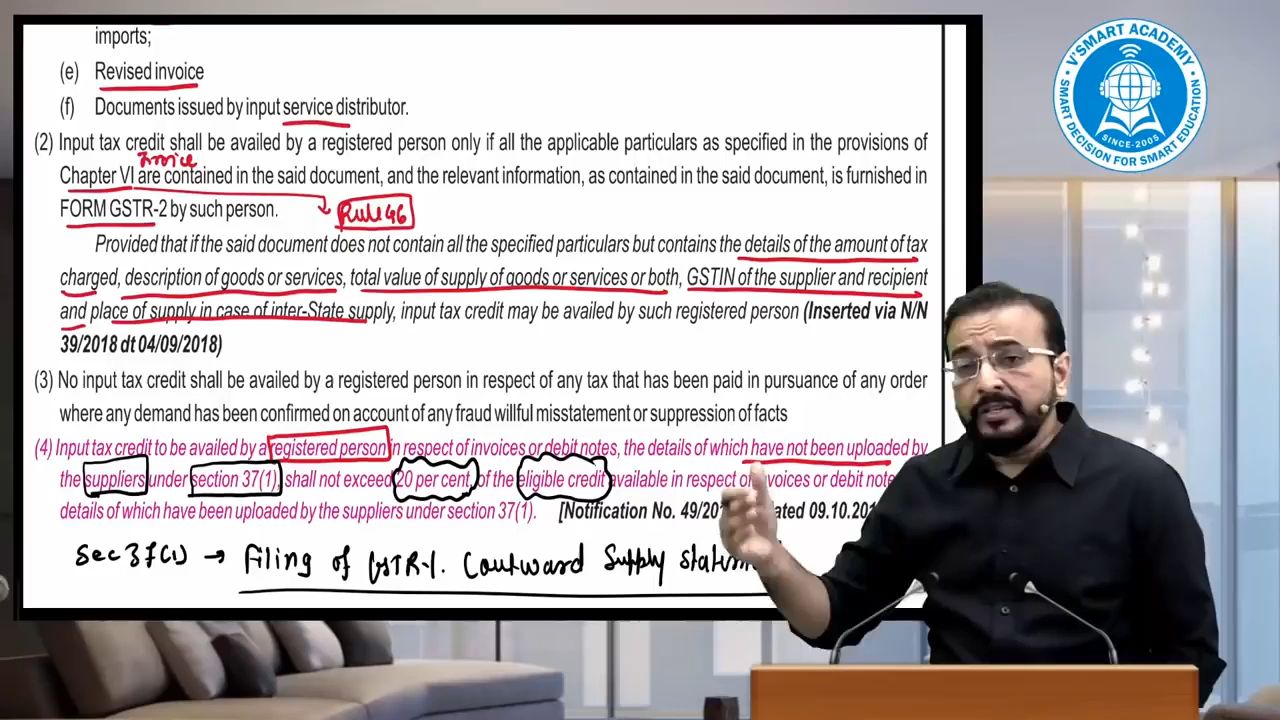 imports;
(e) Revised invoice
(f) Documents issued by input service distributor.
(2) Input tax credit shall be availed by a registered person only if all the applicable particulars as specified in the provisions of
Invoice
Chapter VI are contained in the said document, and the relevant information, as contained in the said document, is furnished in
FORM GSTR-2 by such person.
Rule 46
Provided that if the said document does not contain all the specified particulars but contains the details of the amount of tax
charged, description of goods or services, total value of supply of goods or services or both, GSTIN of the supplier and recipient
and place of supply in case of inter-State supply, input tax credit may be availed by such registered person (Inserted via N/N
39/2018 dt 04/09/2018)
(3) No input tax credit shall be availed by a registered person in respect of any tax that has been paid in pursuance of any order
where any demand has been confirmed on account of any fraud willful misstatement or suppression of facts
(4) Input tax credit to be availed by a registered person in respect of invoices or debit notes, the details of which have not been uploaded by
the suppliers under section 37(1), shall not exceed 20 per cent, of the eligible credit available in respect of invoices or debit
details of which have been uploaded by the suppliers under section 37(1). [Notification No. dated 09.10.
Sec 37(1) → Filing of GSTR-1. Coutward Supply
V'SMART ACADEMY
SINCE-2005
SMART DECISION FOR SMART EDUCATION